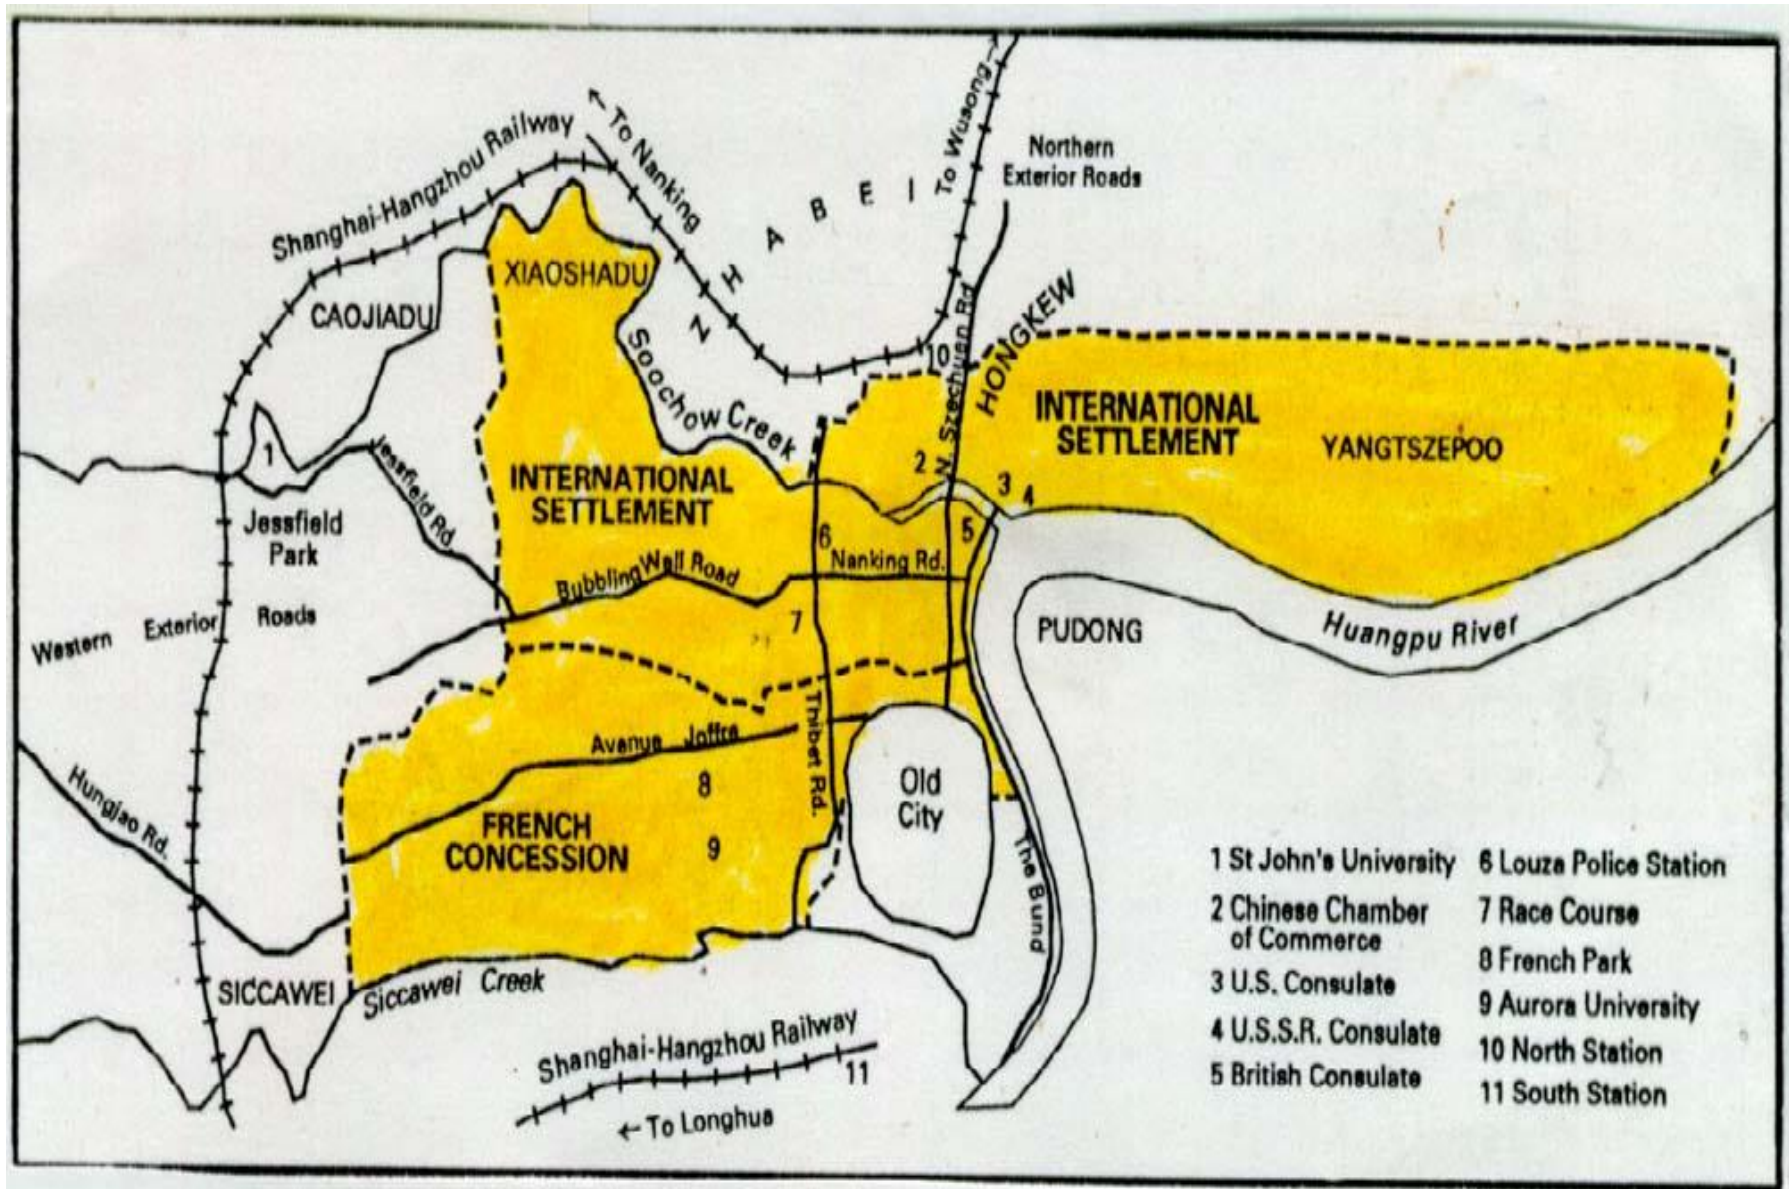 To Wusong→
←To Nanking
Shanghai-Hangzhou Railway
Northern
Exterior Roads
ZHABEI
XIAOSHADU
CAOJIADU
Soochow Creek
10
N. Szechuen Rd
HONGKEW
INTERNATIONAL
SETTLEMENT
YANGTSZEPOO
1
Jessfield Rd.
2
3
4
INTERNATIONAL
SETTLEMENT
Jessfield
Park
6
5
Nanking Rd.
Bubbling Wall Road
Western Exterior Roads
7
PUDONG
Huangpu River
Thibet Rd.
Avenue Joffre
8
Old
City
Hungjao Rd.
FRENCH
CONCESSION
9
The Bund
SICCAWEI
Siccawei Creek
Shanghai-Hangzhou Railway
11
←To Longhua
1 St John's University
2 Chinese Chamber
of Commerce
3 U.S. Consulate
4 U.S.S.R. Consulate
5 British Consulate
6 Louza Police Station
7 Race Course
8 French Park
9 Aurora University
10 North Station
11 South Station